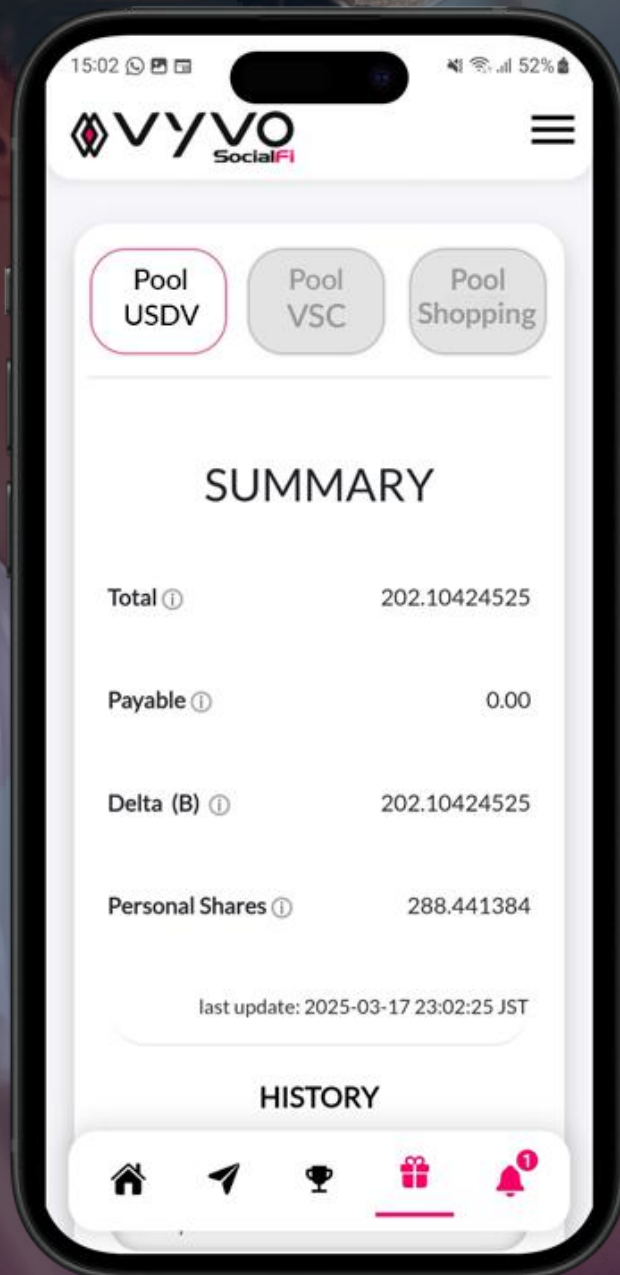 15:02 52%
VYVO
SocialFi
Pool USDV
Pool VSC
Pool Shopping
SUMMARY
Total 202.10424525
Payable 0.00
Delta (B) 202.10424525
Personal Shares 288.441384
last update: 2025-03-17 23:02:25 JST
HISTORY
1